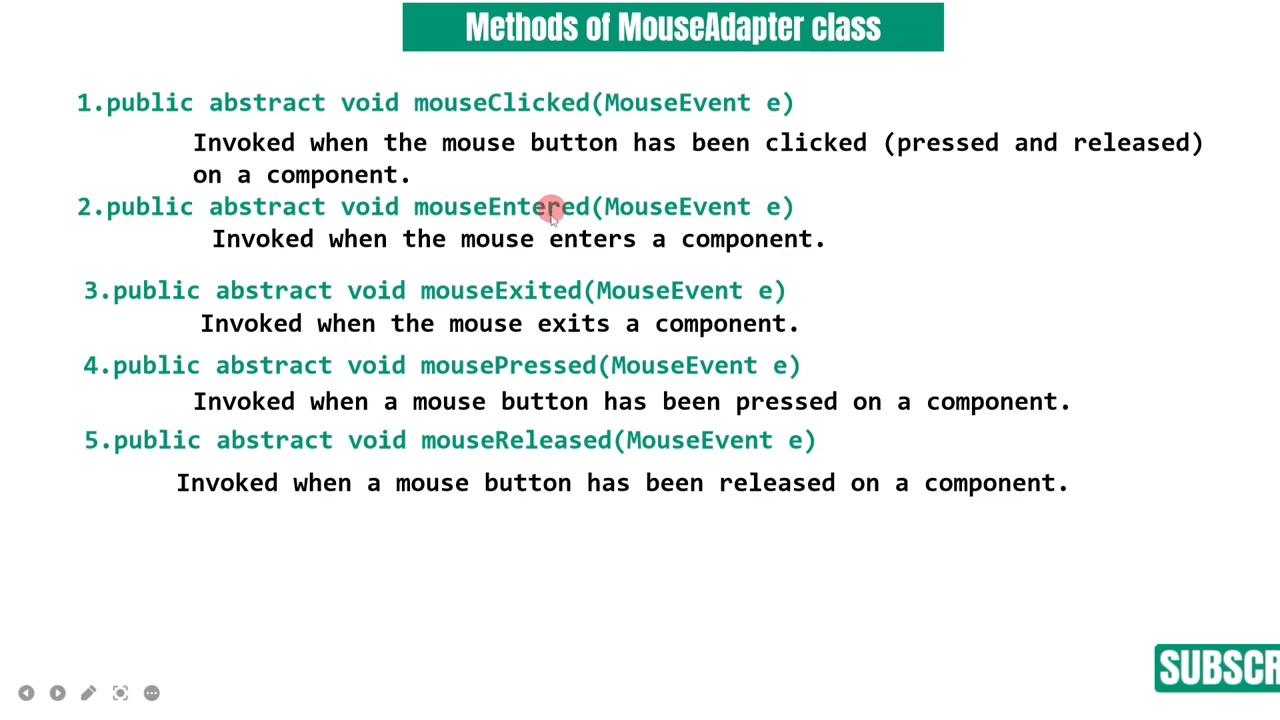 Methods of MouseAdapter class
1.public abstract void mouseClicked(MouseEvent e)
Invoked when the mouse button has been clicked (pressed and released)
on a component.
2.public abstract void mouseEntered(MouseEvent e)
Invoked when the mouse enters a component.
3.public abstract void mouseExited(MouseEvent e)
Invoked when the mouse exits a component.
4.public abstract void mousePressed(MouseEvent e)
Invoked when a mouse button has been pressed on a component.
5.public abstract void mouseReleased(MouseEvent e)
Invoked when a mouse button has been released on a component.
SUBSCR